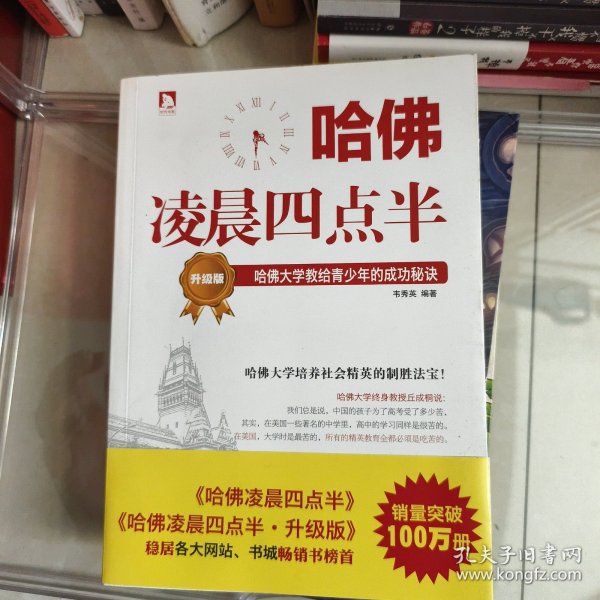 哈佛
凌晨四点半
升级版
哈佛大学教给青少年的成功秘诀
韦秀英 编著
哈佛大学培养社会精英的制胜法宝！
哈佛大学终身教授丘成桐说：
我们总是说，中国的孩子为了高考受了多少苦，
其实，在美国一些著名的中学里，高中的学习同样是很苦的。
在美国，大学时是最苦的，所有的精英教育全都必须是吃苦的。
《哈佛凌晨四点半》
《哈佛凌晨四点半·升级版》
稳居各大网站、书城畅销书榜首
销量突破
100万册
孔夫子旧书网
www.kongfz.com